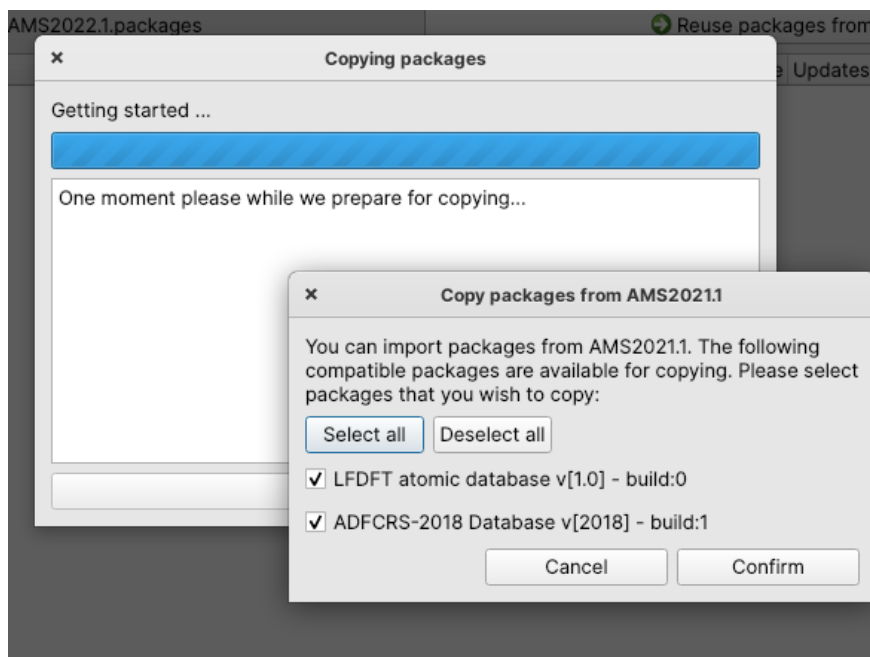 AMS2022.1.packages
Reuse packages from
Updates
Copying packages
Getting started ...
One moment please while we prepare for copying...
Copy packages from AMS2021.1
You can import packages from AMS2021.1. The following
compatible packages are available for copying. Please select
packages that you wish to copy:
Select all
Deselect all
LFDFT atomic database v[1.0] - build:0
ADFCRS-2018 Database v[2018] - build:1
Cancel
Confirm